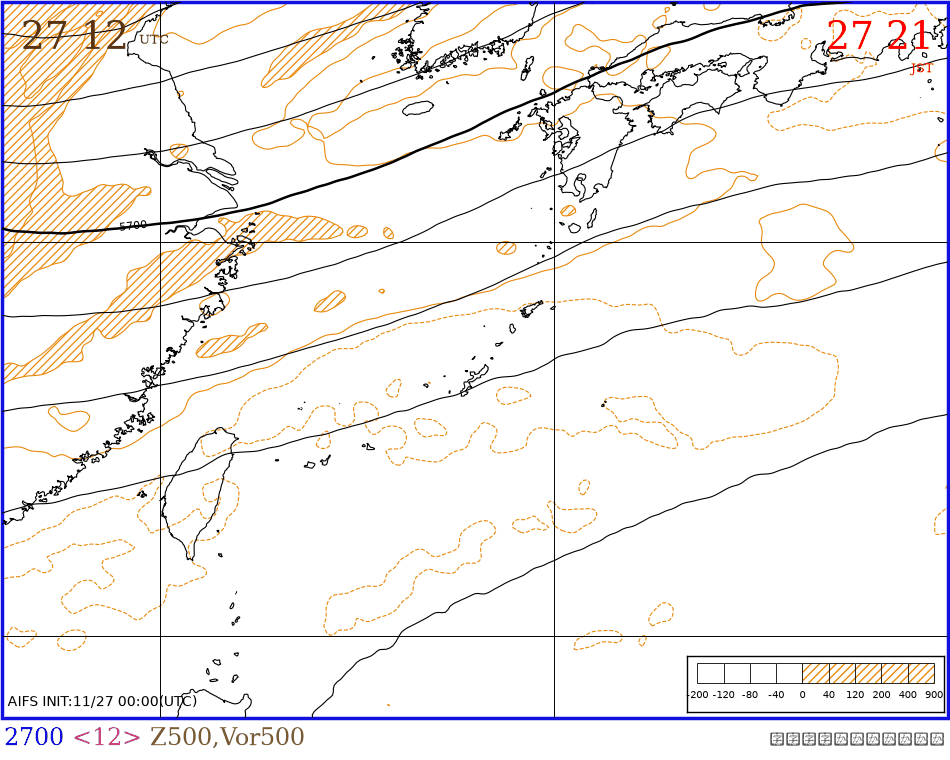 27 12 UTC
27 21
JST
5700
-200 -120 -80 -40 0 40 120 200 400 900
AIFS INIT:11/27 00:00(UTC)
2700 <12> Z500,Vor500